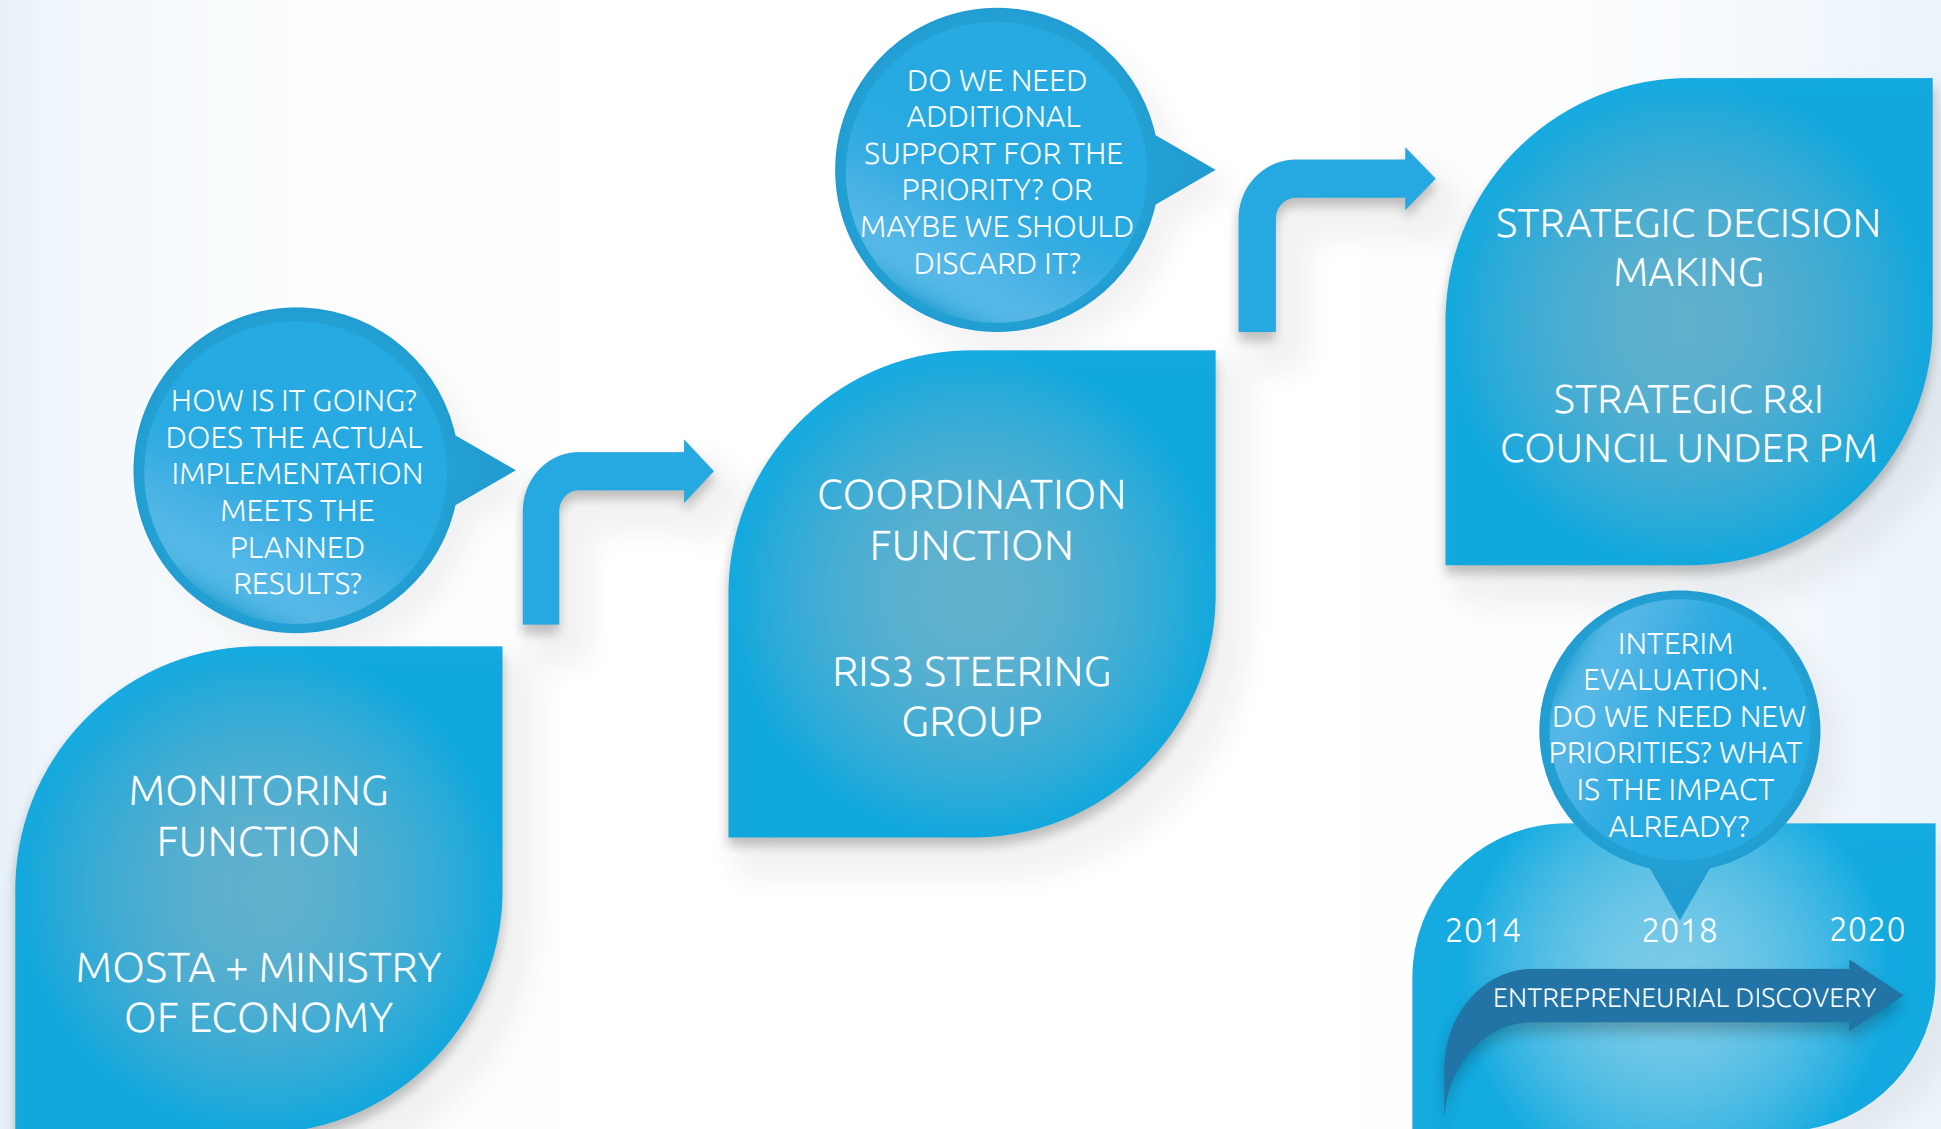 HOW IS IT GOING?
DOES THE ACTUAL
IMPLEMENTATION
MEETS THE
PLANNED
RESULTS?
MONITORING
FUNCTION
MOSTA + MINISTRY
OF ECONOMY
DO WE NEED
ADDITIONAL
SUPPORT FOR THE
PRIORITY? OR
MAYBE WE SHOULD
DISCARD IT?
COORDINATION
FUNCTION
RIS3 STEERING
GROUP
STRATEGIC DECISION
MAKING
STRATEGIC R&I
COUNCIL UNDER PM
INTERIM
EVALUATION.
DO WE NEED NEW
PRIORITIES? WHAT
IS THE IMPACT
ALREADY?
2014 2018 2020
ENTREPRENEURIAL DISCOVERY